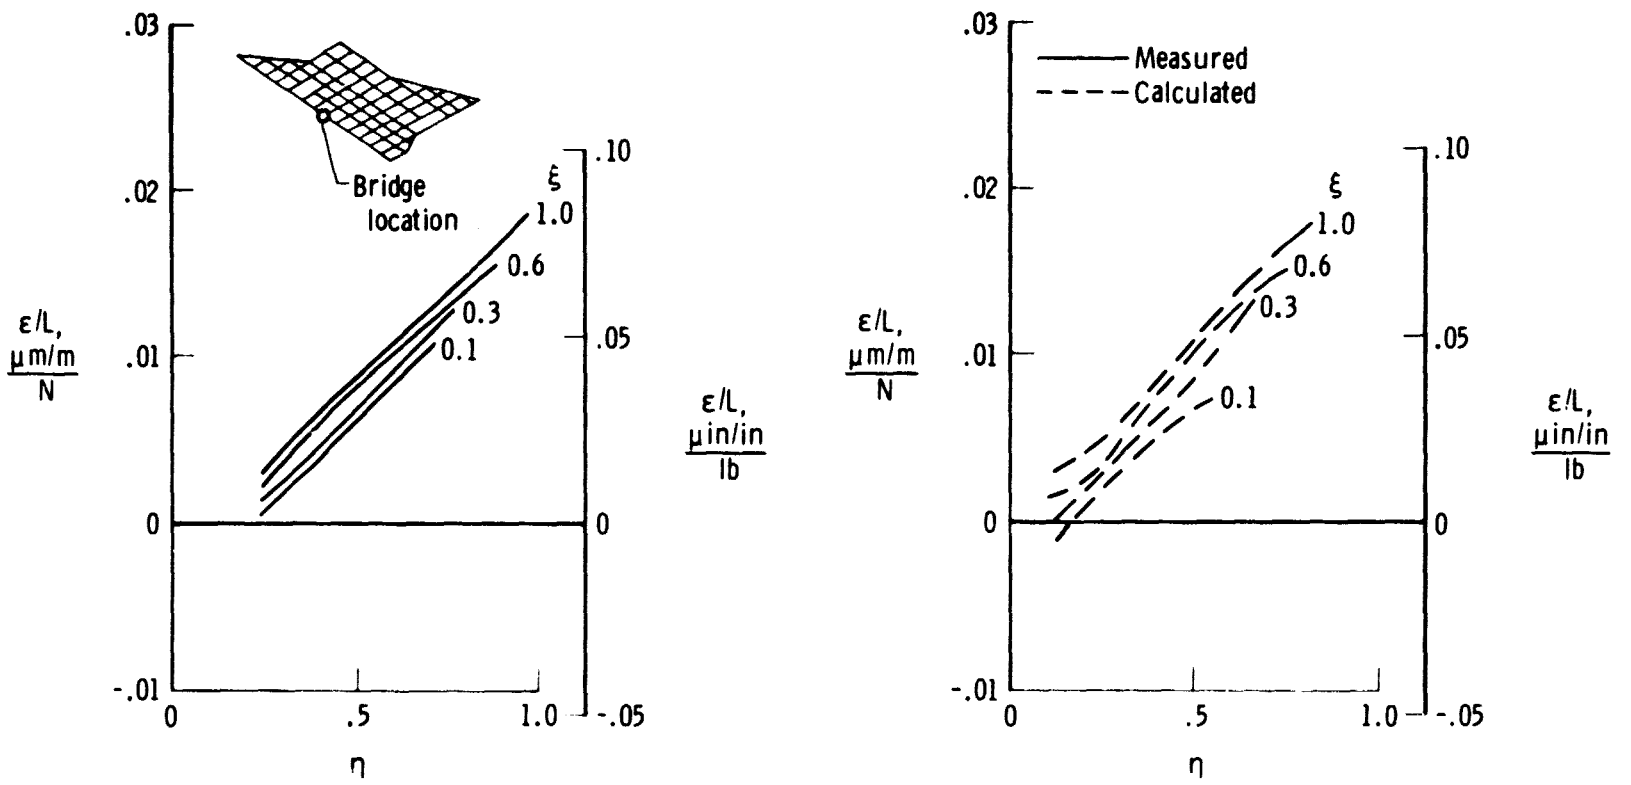 .03
.02
.01
0
-.01
ε/L,
μm/m
N
Bridge
location
ξ
1.0
0.6
0.3
0.1
.10
.05
0
-.05
ε/L,
μin/in
lb
0
.5
1.0
η
.03
.02
.01
0
-.01
ε/L,
μm/m
N
Measured
Calculated
ξ
1.0
0.6
0.3
0.1
.10
.05
0
-.05
ε/L,
μin/in
lb
0
.5
1.0
η